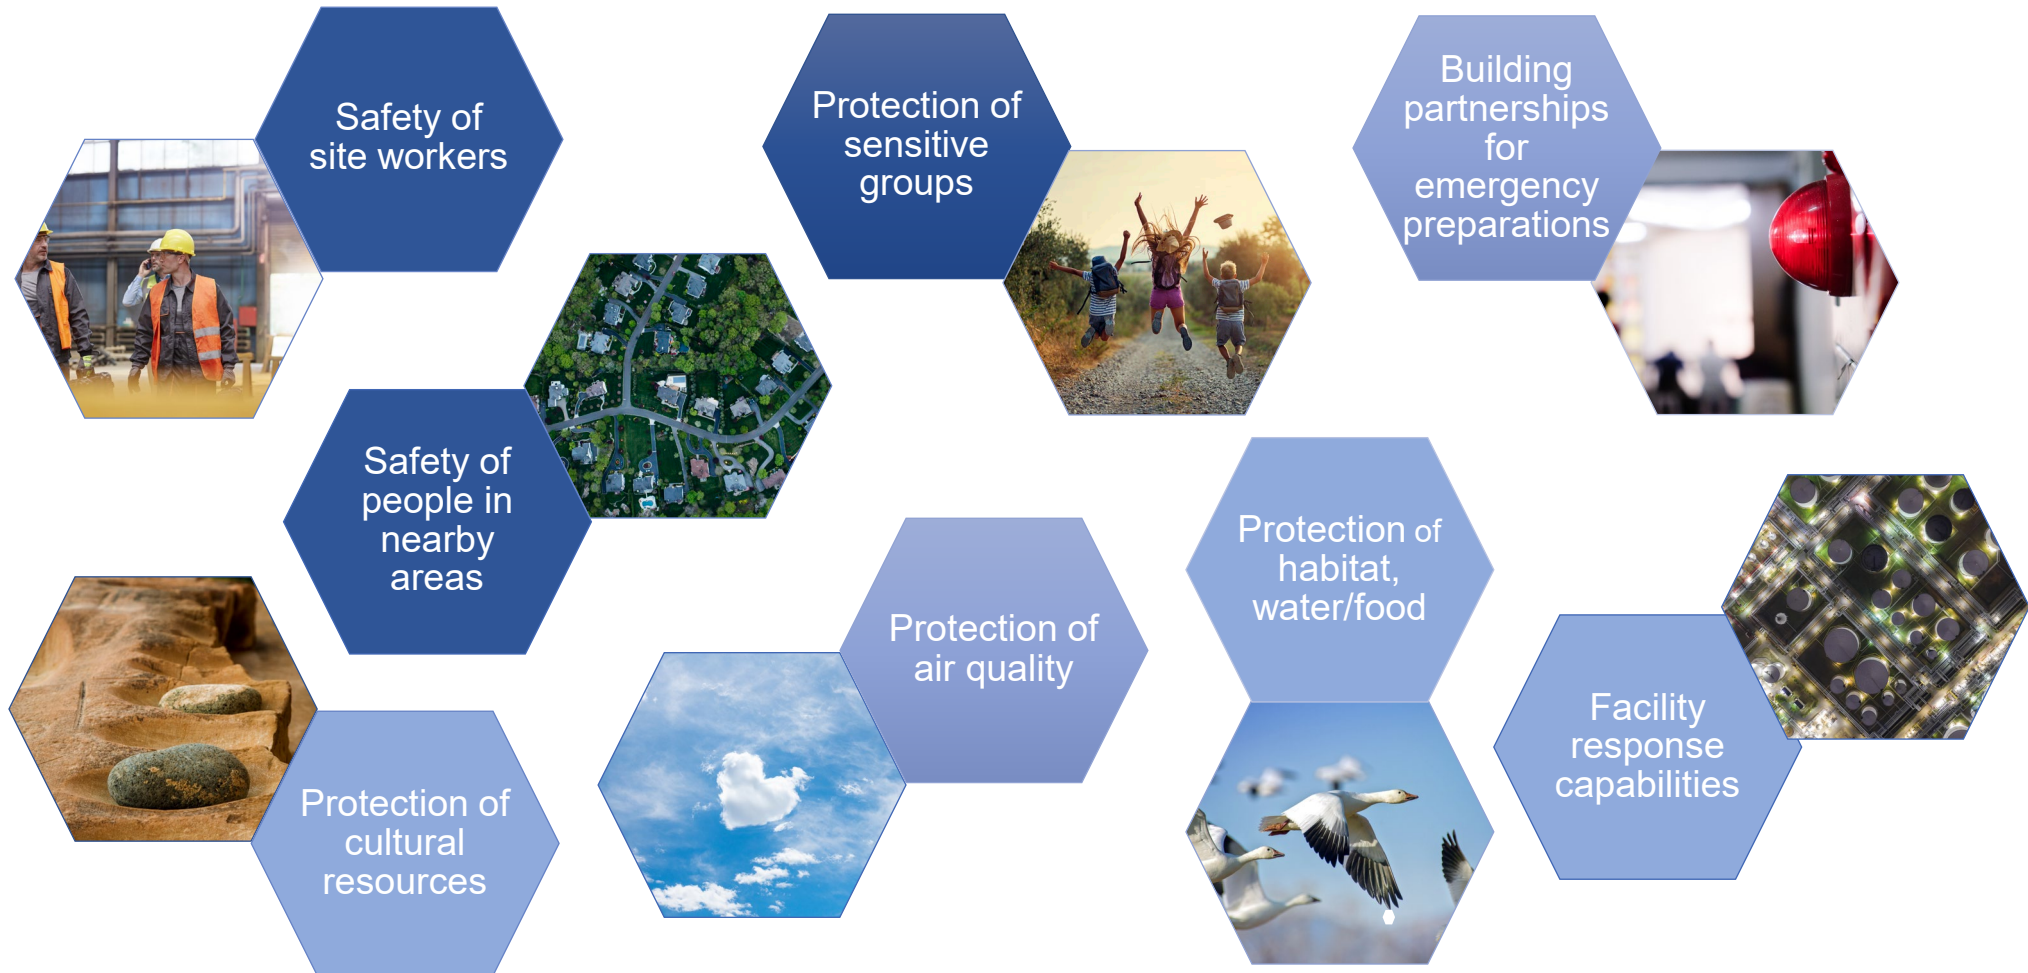 Safety of
site workers
Protection of
sensitive
groups
Building
partnerships
for
emergency
preparations
Safety of
people in
nearby
areas
Protection of
habitat,
water/food
Protection of
air quality
Facility
response
capabilities
Protection of
cultural
resources